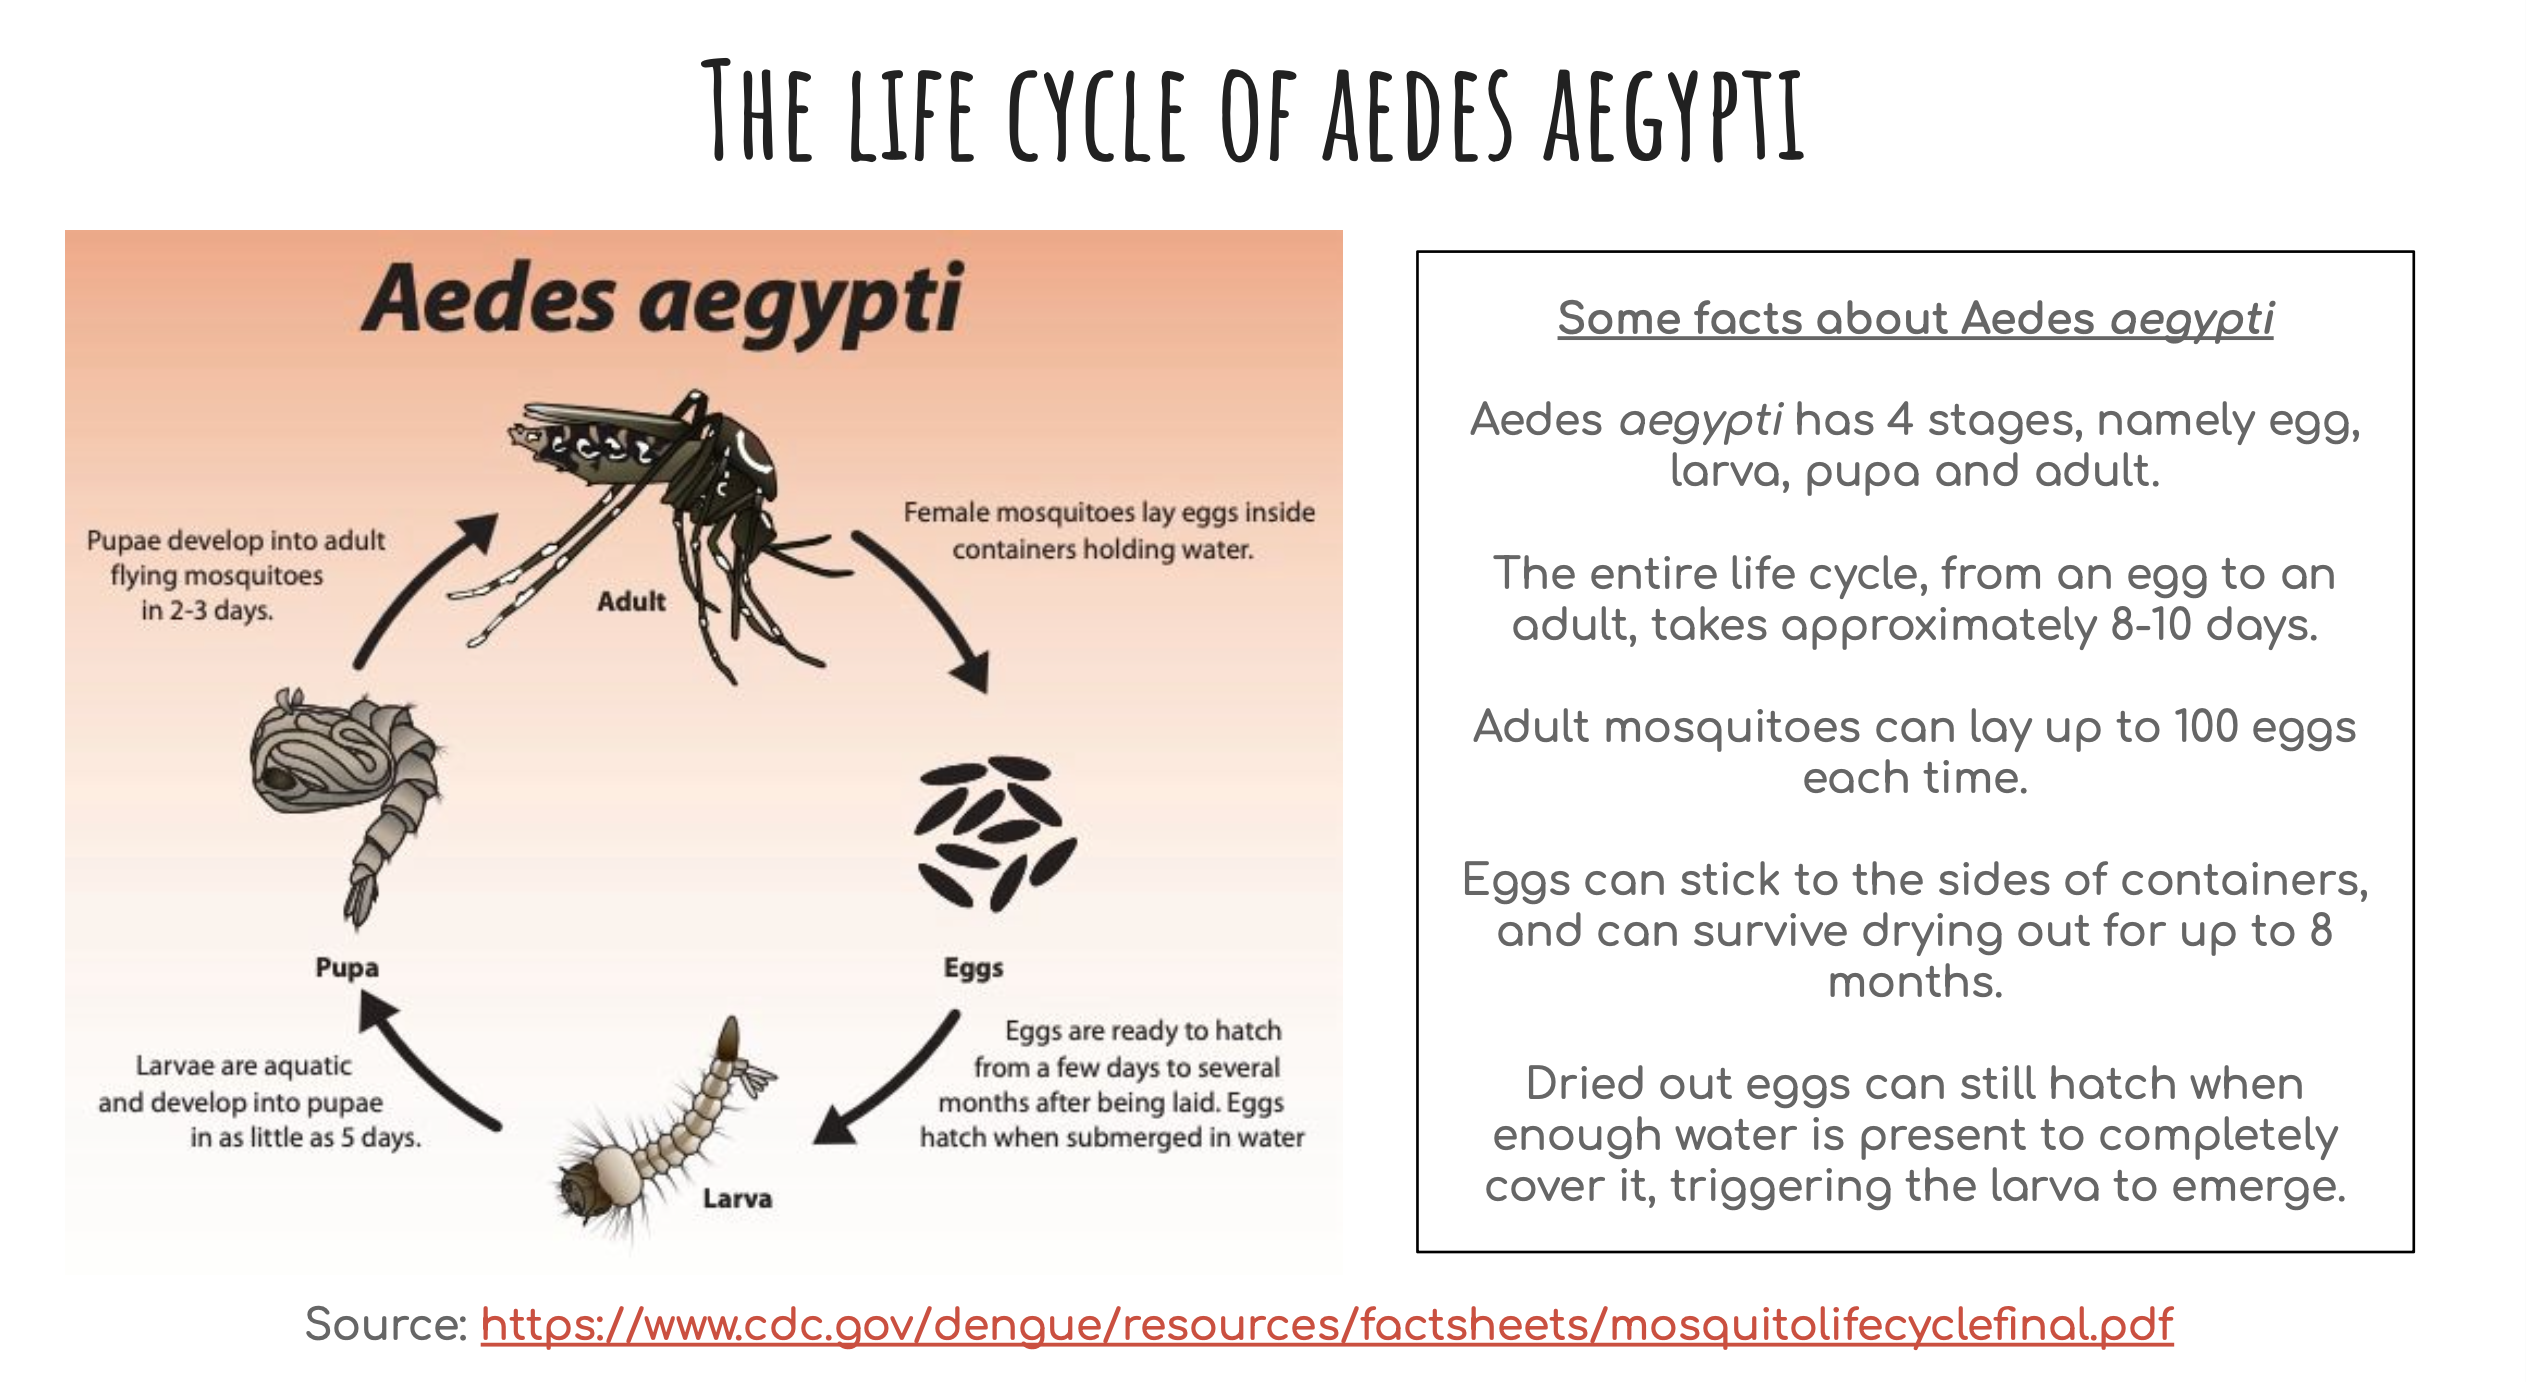 The life cycle of aedes aegypti
Aedes aegypti
Adult
Female mosquitoes lay eggs inside
containers holding water.
Eggs
Eggs are ready to hatch
from a few days to several
months after being laid. Eggs
hatch when submerged in water
Larva
Larvae are aquatic
and develop into pupae
in as little as 5 days.
Pupa
Pupae develop into adult
flying mosquitoes
in 2-3 days.
Some facts about Aedes aegypti
Aedes aegypti has 4 stages, namely egg,
larva, pupa and adult.
The entire life cycle, from an egg to an
adult, takes approximately 8-10 days.
Adult mosquitoes can lay up to 100 eggs
each time.
Eggs can stick to the sides of containers,
and can survive drying out for up to 8
months.
Dried out eggs can still hatch when
enough water is present to completely
cover it, triggering the larva to emerge.
Source: https://www.cdc.gov/dengue/resources/factsheets/mosquitolifecyclefinal.pdf